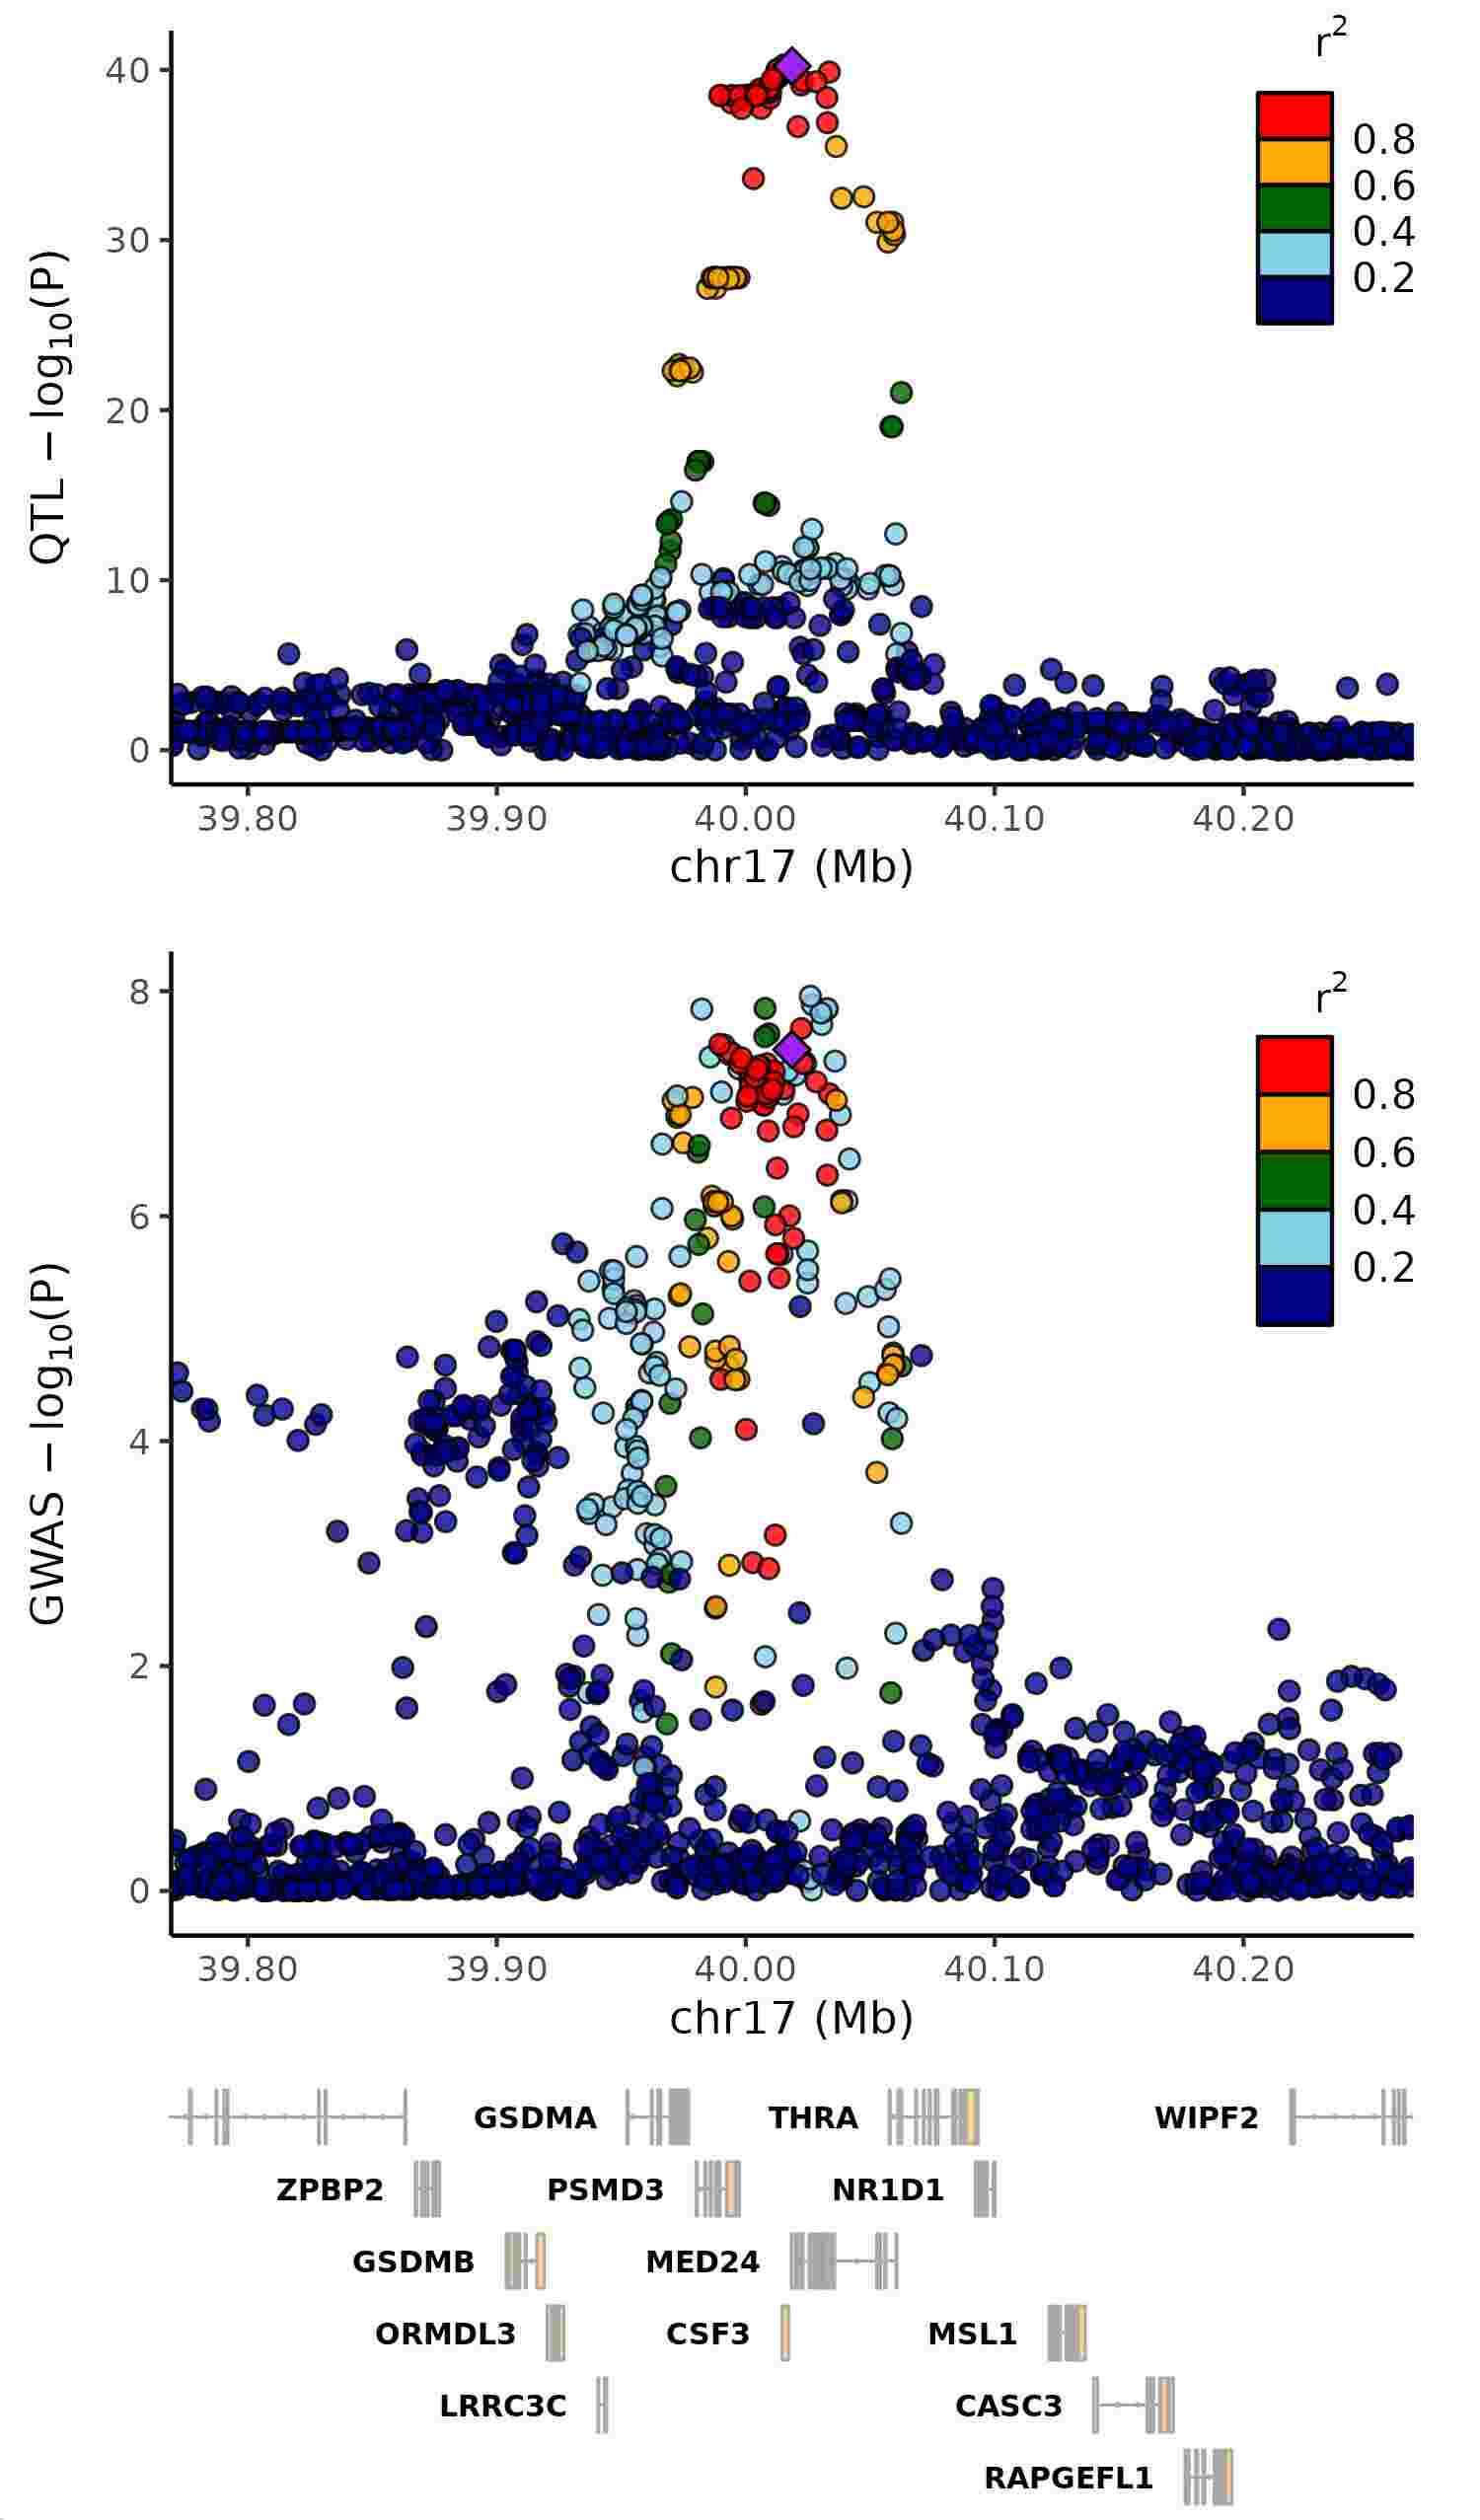 r²
40
30
20
10
0
QTL −log₁₀(P)
0.8
0.6
0.4
0.2
39.80 39.90 40.00 40.10 40.20
chr17 (Mb)
r²
8
6
4
2
0
GWAS −log₁₀(P)
0.8
0.6
0.4
0.2
39.80 39.90 40.00 40.10 40.20
chr17 (Mb)
GSDMA THRA WIPF2
ZPBP2 PSMD3 NR1D1
GSDMB MED24
ORMDL3 CSF3 MSL1
LRRC3C CASC3
RAPGEFL1